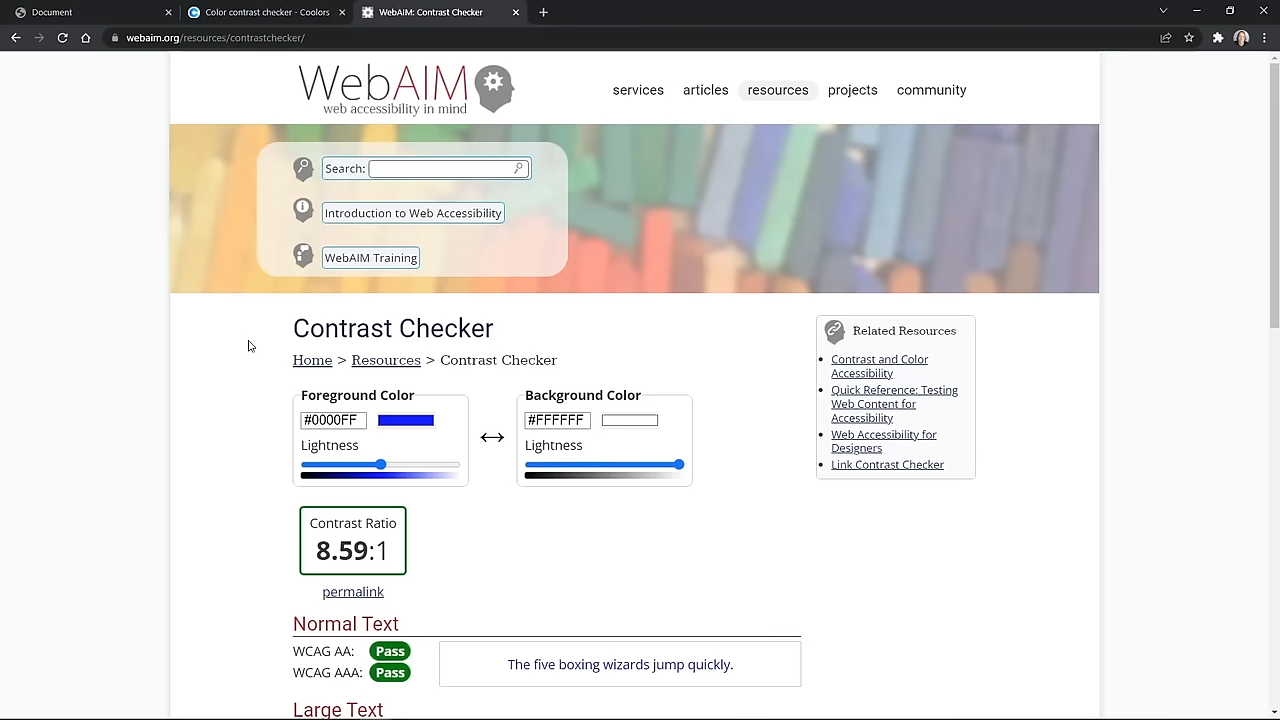 Document
Color contrast checker - Coolors
WebAIM: Contrast Checker
webaim.org/resources/contrastchecker/
WebAIM
web accessibility in mind
services articles resources projects community
Search:
Introduction to Web Accessibility
WebAIM Training
Contrast Checker
Home > Resources > Contrast Checker
Foreground Color
#0000FF
Lightness
Background Color
#FFFFFF
Lightness
Contrast Ratio
8.59:1
permalink
Normal Text
WCAG AA: Pass
WCAG AAA: Pass
The five boxing wizards jump quickly.
Large Text
Related Resources
Contrast and Color
Accessibility
Quick Reference: Testing
Web Content for
Accessibility
Web Accessibility for
Designers
Link Contrast Checker